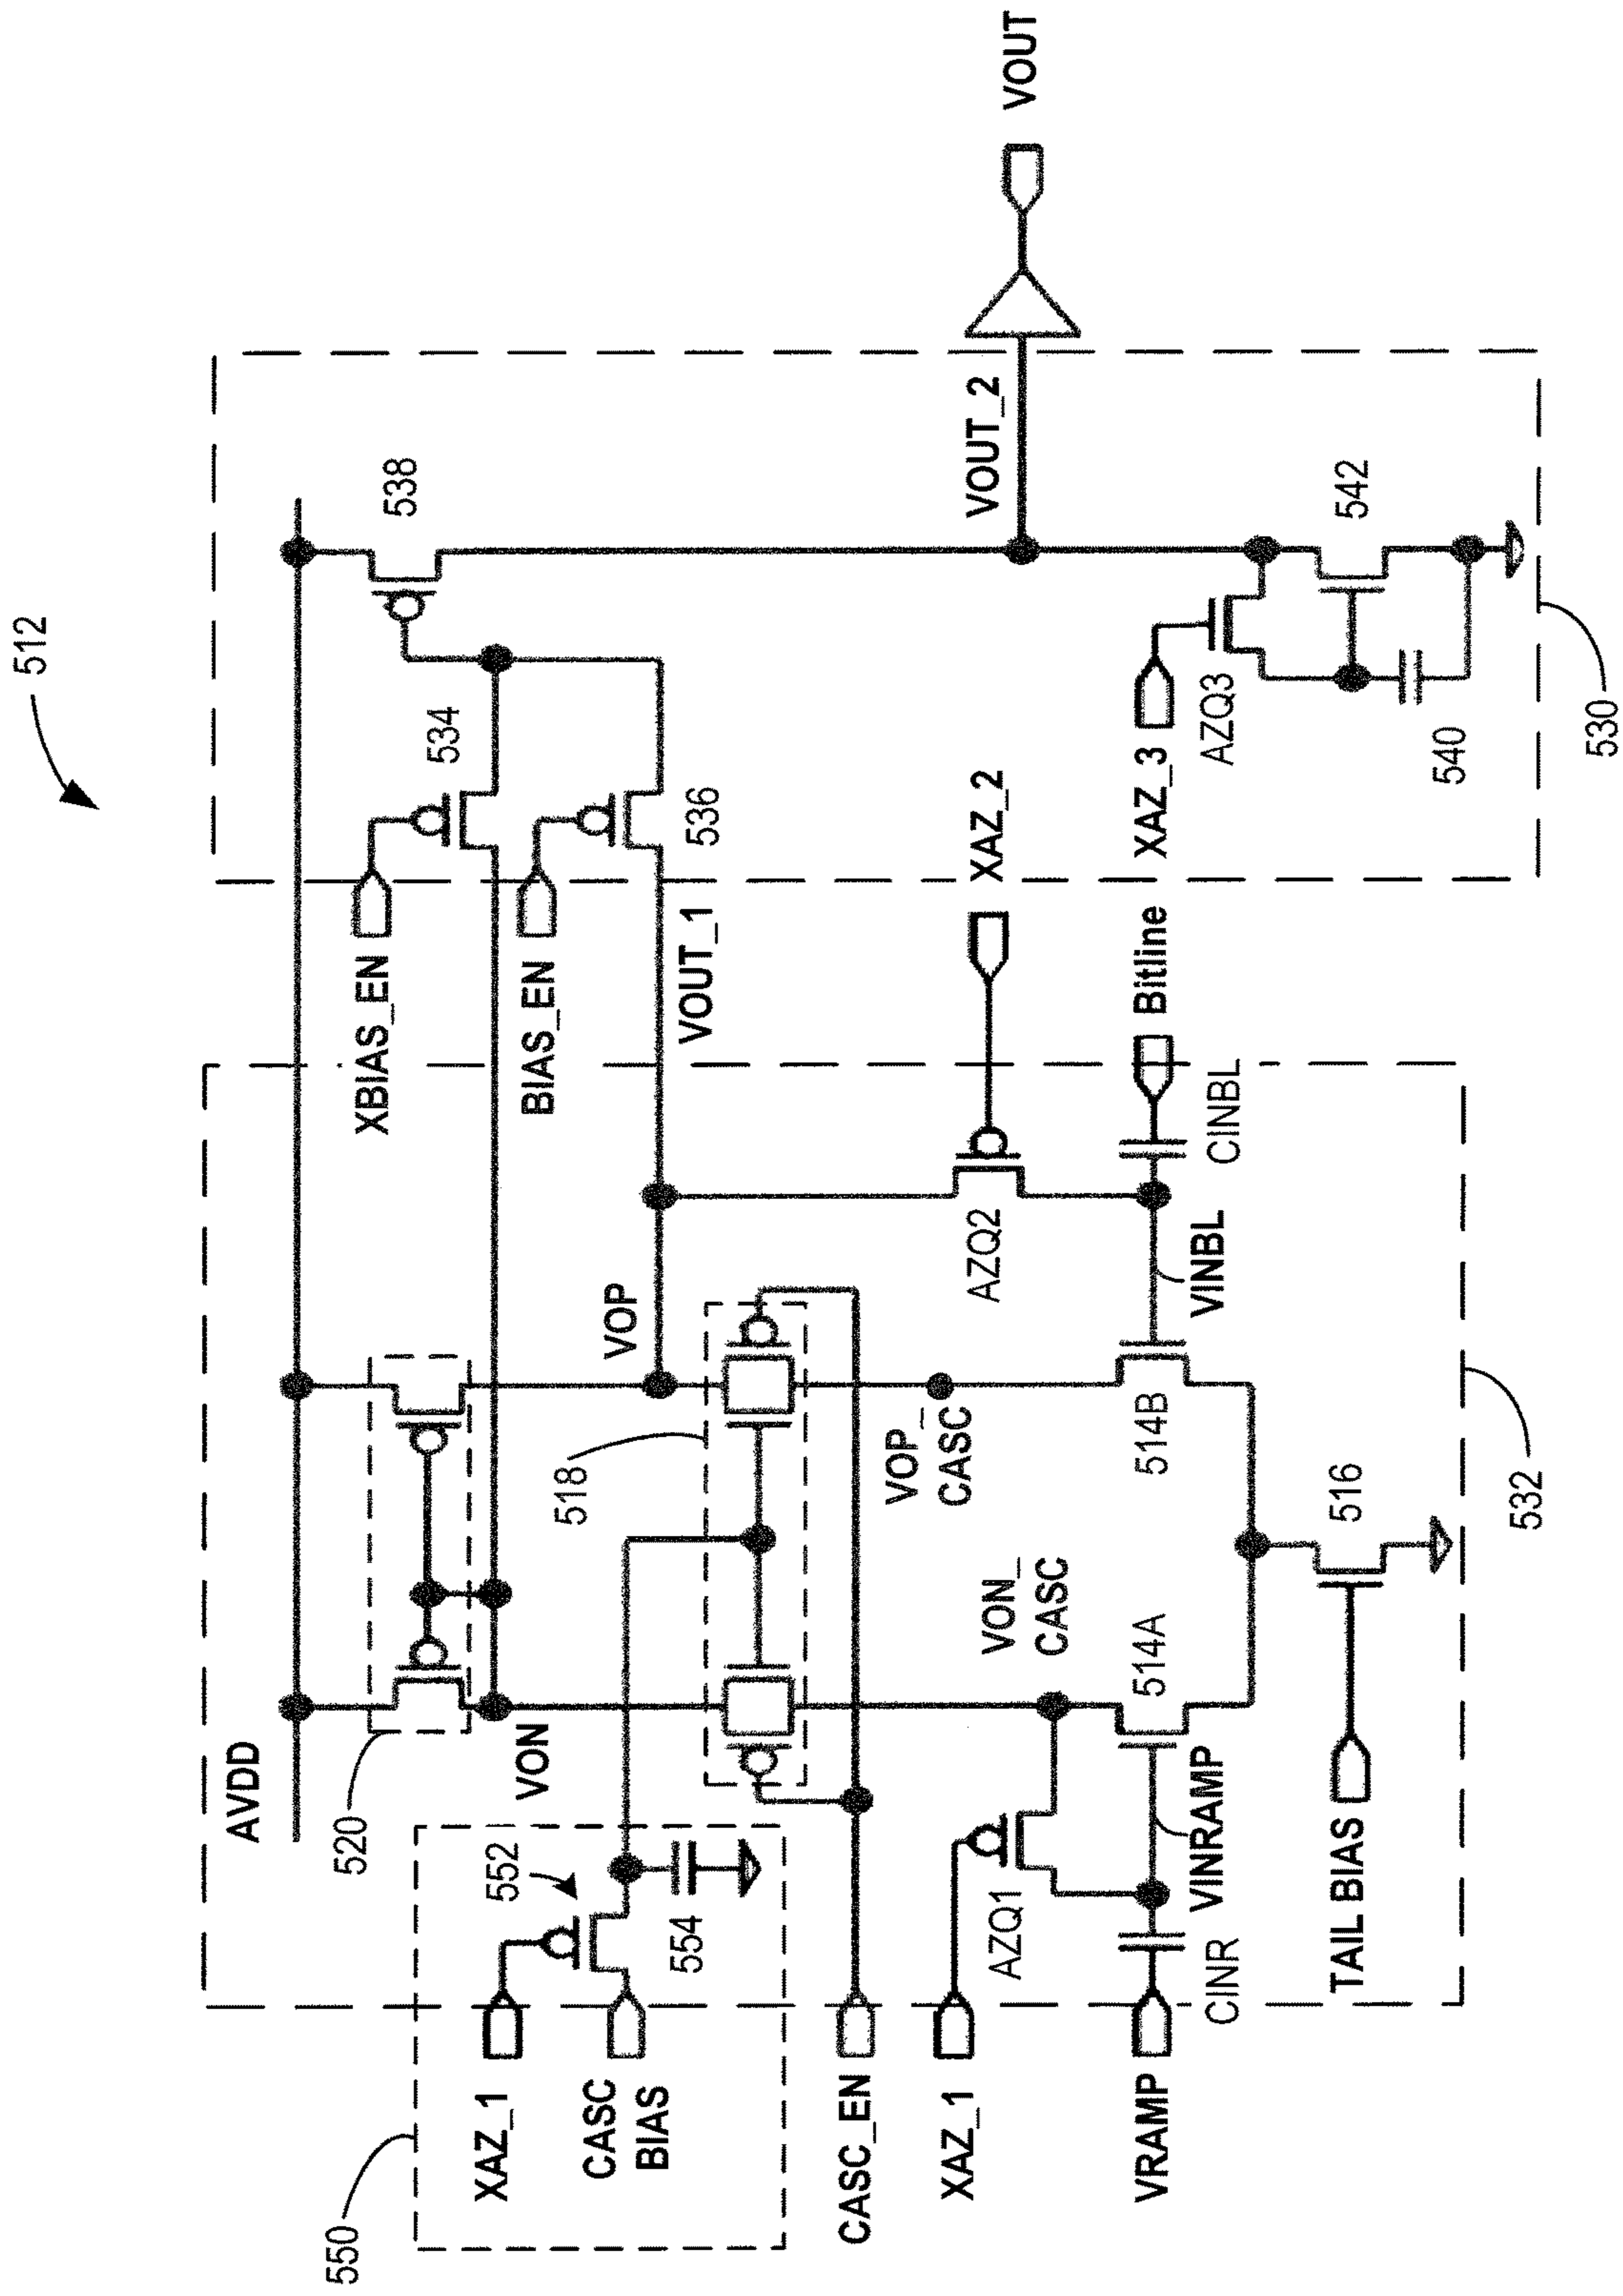 512
AVDD
520
VON
XBIAS_EN
534
538
BIAS_EN
536
VOUT_1
VOP
550
XAZ_1
552
CASC
BIAS
554
518
CASC_EN
VOP_
CASC
VON_
CASC
XAZ_2
AZQ2
VOUT_2
VOUT
XAZ_1
AZQ1
VRAMP
CINR
VINRAMP
514A
514B
VINBL
CINBL
Bitline
XAZ_3
AZQ3
540
542
TAIL BIAS
516
532
530